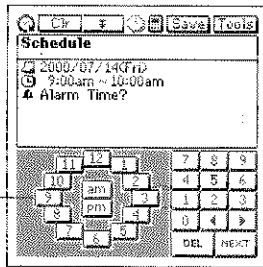 Clr Save Tools
Schedule
2000/07/14(Fri)
9:00am ~ 10:00am
Alarm Time?
11 12 1
10 am 2
9 3
8 pm 4
7 6 5
7 8 9
4 5 6
1 2 3
0
DEL NEXT